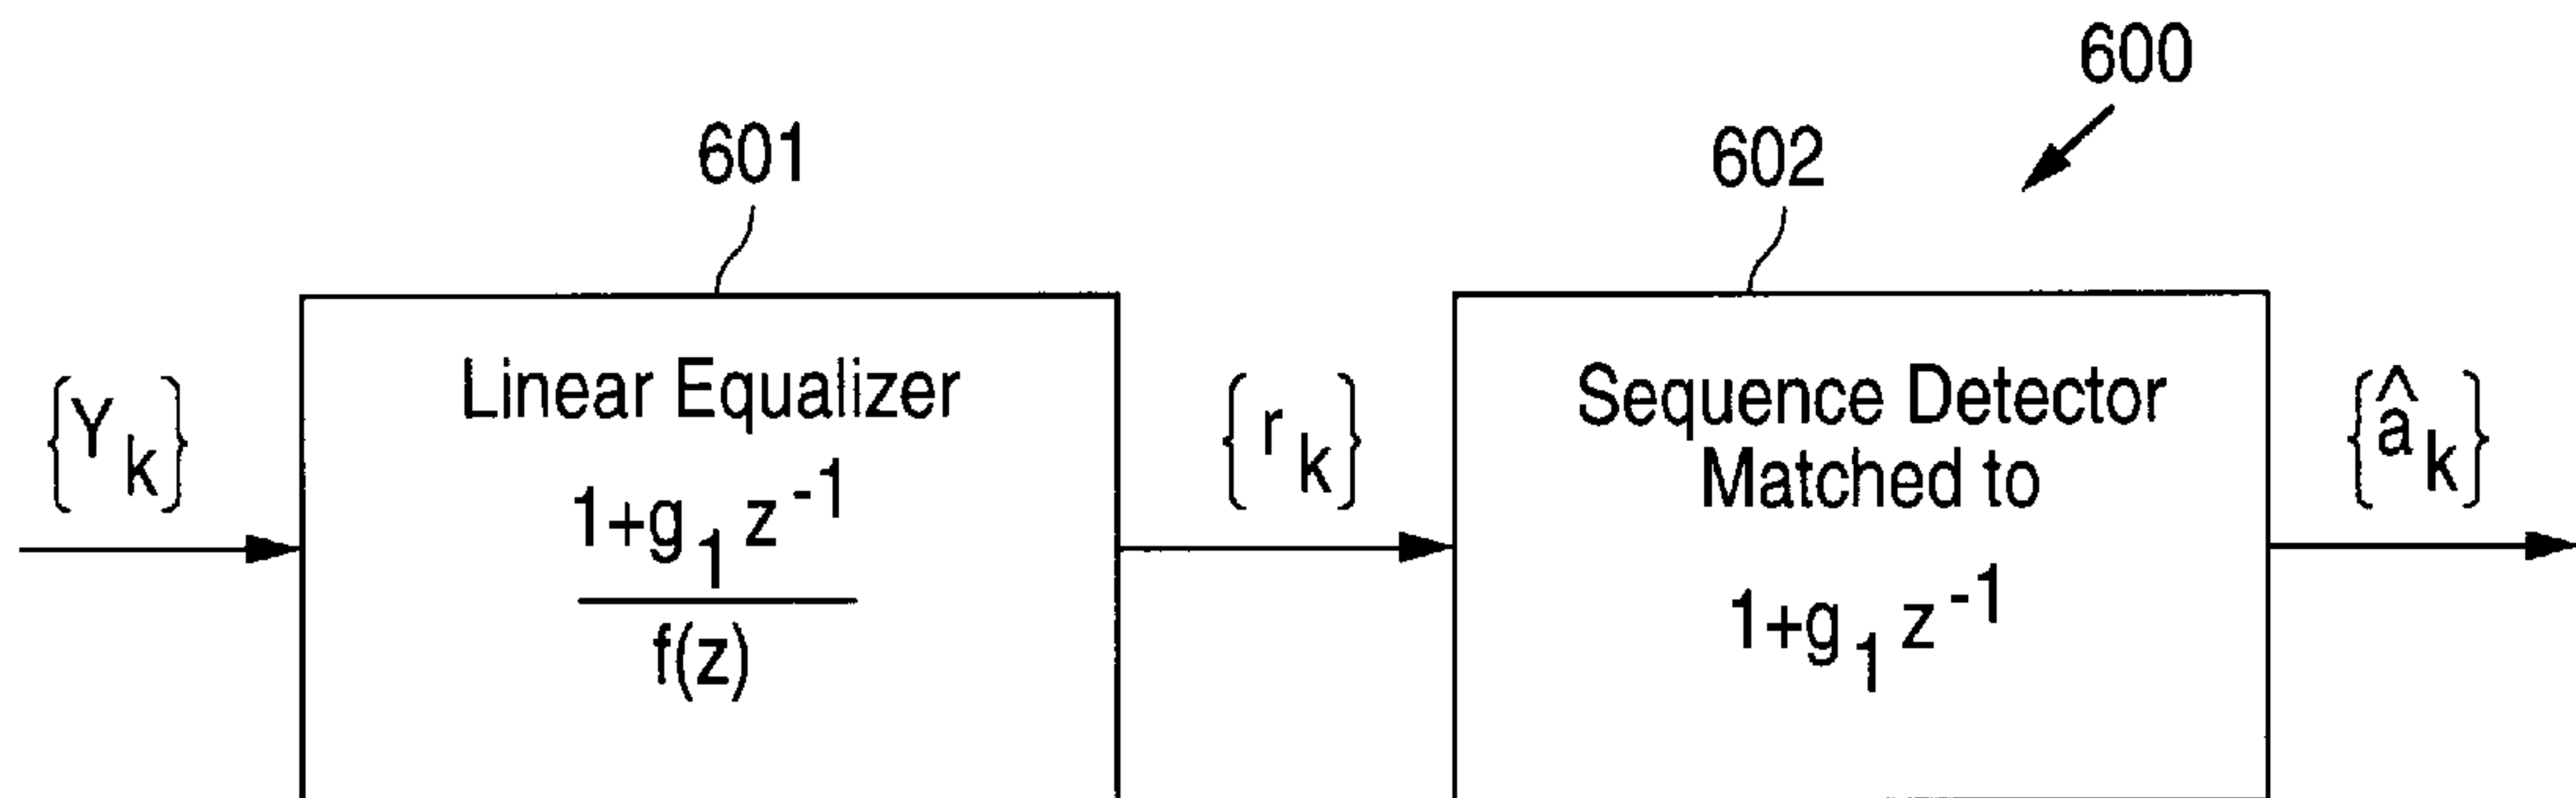 600
601
602
{Y_k}
Linear Equalizer
1+g_1 z^-1
f(z)
{r_k}
Sequence Detector
Matched to
1+g_1 z^-1
{â_k}